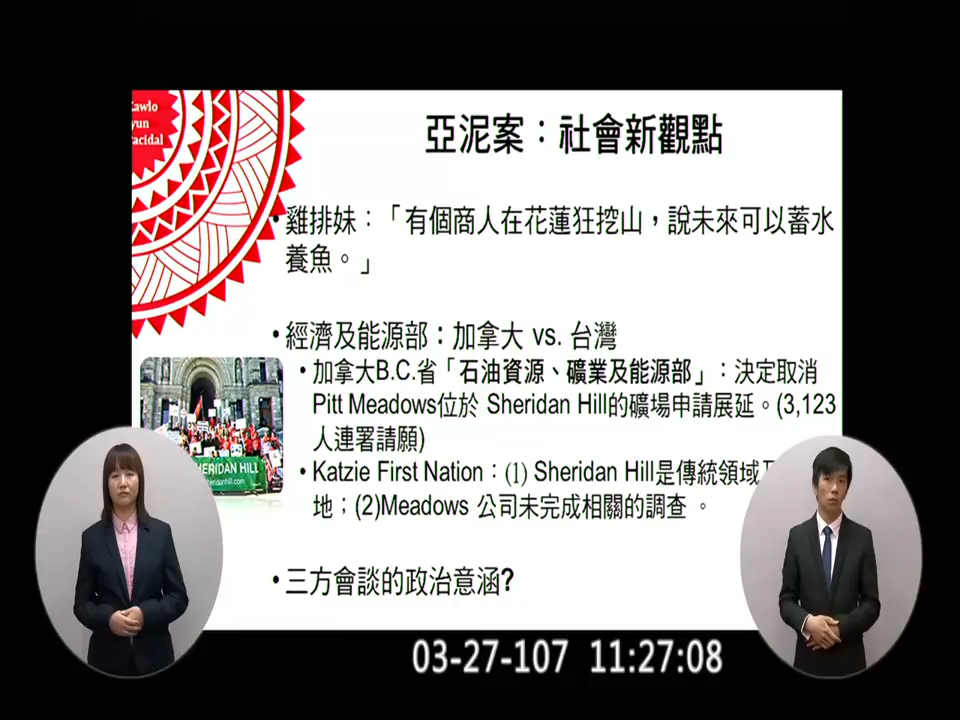 Kawlo
yun
Pacidal
亞泥案：社會新觀點
•雞排妹：「有個商人在花蓮狂挖山，說未來可以蓄水
養魚。」
•經濟及能源部：加拿大 vs. 台灣
•加拿大B.C.省「石油資源、礦業及能源部」：決定取消
Pitt Meadows位於 Sheridan Hill的礦場申請展延。(3,123
人連署請願)
•Katzie First Nation：(1) Sheridan Hill是傳統領域
地；(2)Meadows 公司未完成相關的調查 。
SHERIDAN HILL
sheridanhill.com
•三方會談的政治意涵?
03-27-107 11:27:08